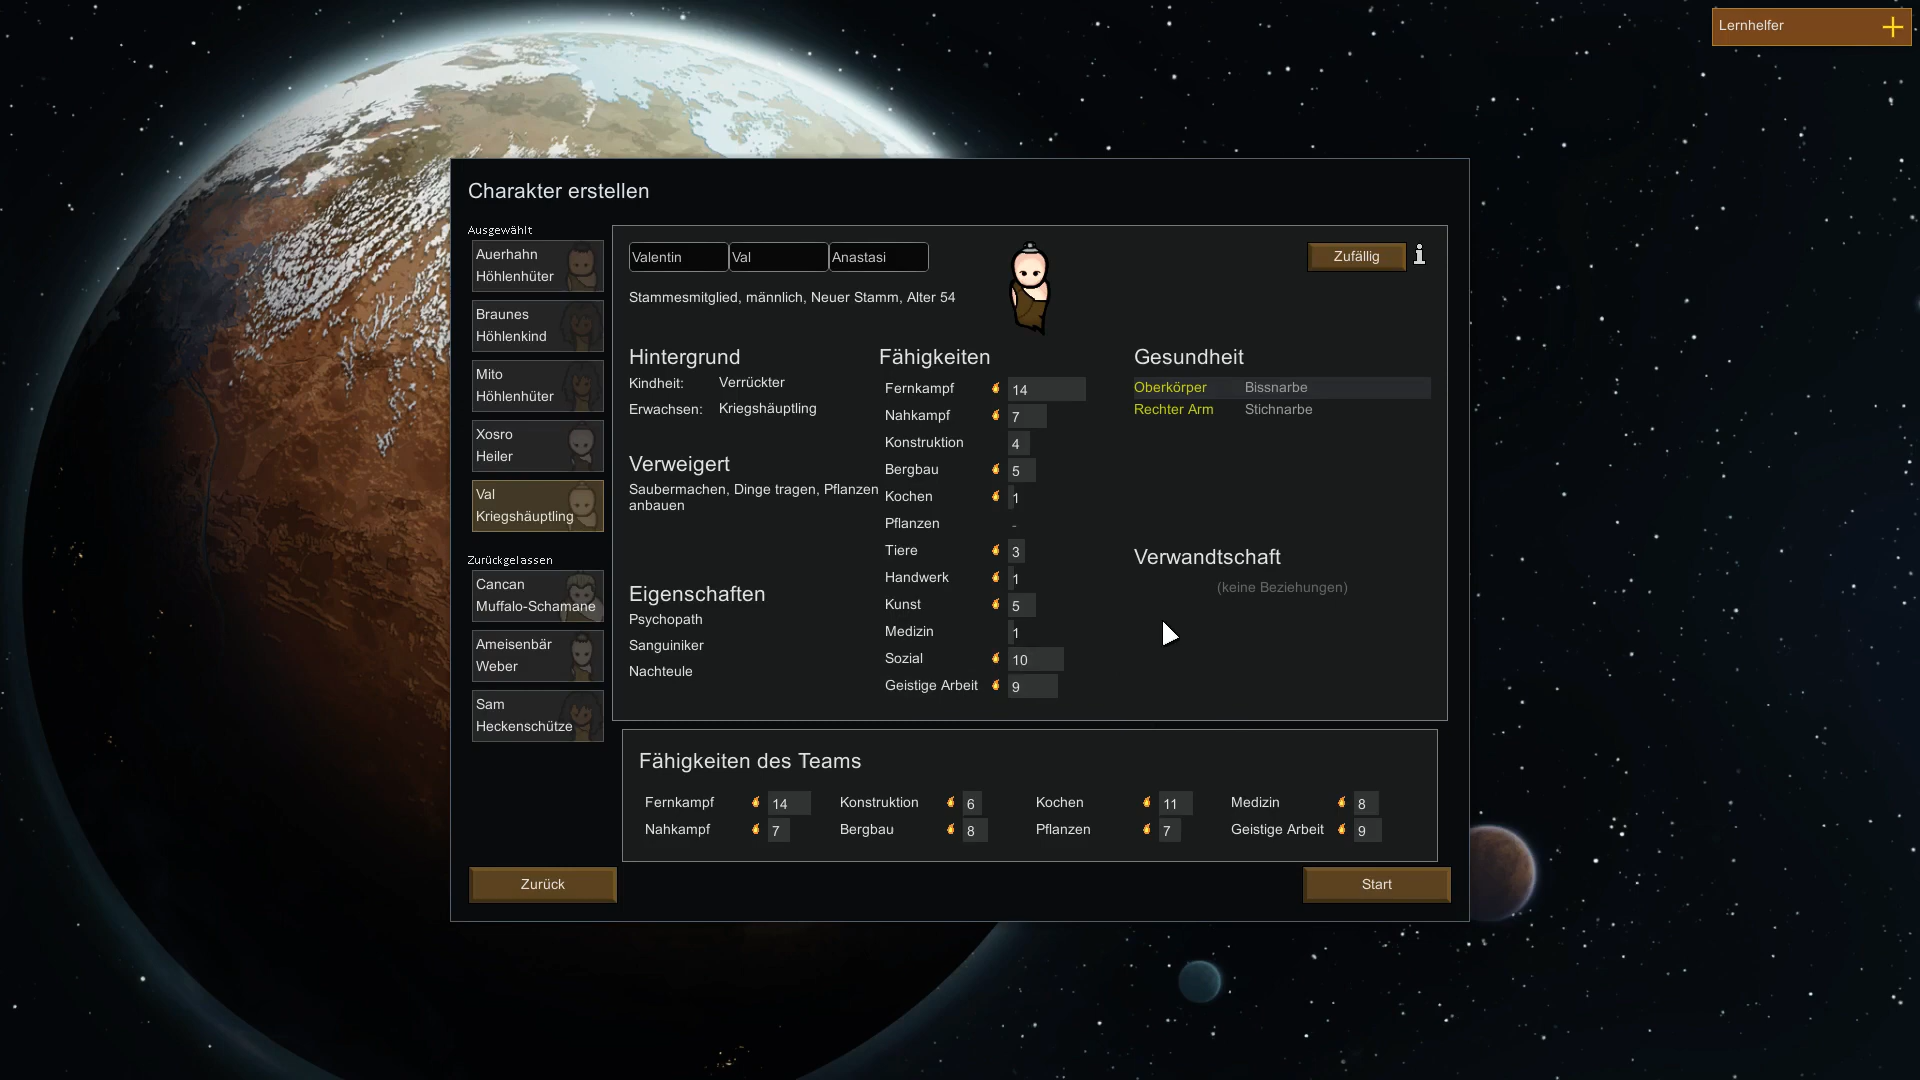 Lernhelfer
Charakter erstellen
Ausgewählt
Auerhahn
Höhlenhüter
Braunes
Höhlenkind
Mito
Höhlenhüter
Xosro
Heiler
Val
Kriegshäuptling
Zurückgelassen
Cancan
Muffalo-Schamane
Ameisenbär
Weber
Sam
Heckenschütze
Valentin Val Anastasi
Zufällig
Stammesmitglied, männlich, Neuer Stamm, Alter 54
Hintergrund
Kindheit: Verrückter
Erwachsen: Kriegshäuptling
Verweigert
Saubermachen, Dinge tragen, Pflanzen
anbauen
Eigenschaften
Psychopath
Sanguiniker
Nachteule
Fähigkeiten
Fernkampf 14
Nahkampf 7
Konstruktion 4
Bergbau 5
Kochen 1
Pflanzen -
Tiere 3
Handwerk 1
Kunst 5
Medizin 1
Sozial 10
Geistige Arbeit 9
Gesundheit
Oberkörper Bissnarbe
Rechter Arm Stichnarbe
Verwandtschaft
(keine Beziehungen)
Fähigkeiten des Teams
Fernkampf 14 Konstruktion 6 Kochen 11 Medizin 8
Nahkampf 7 Bergbau 8 Pflanzen 7 Geistige Arbeit 9
Zurück
Start